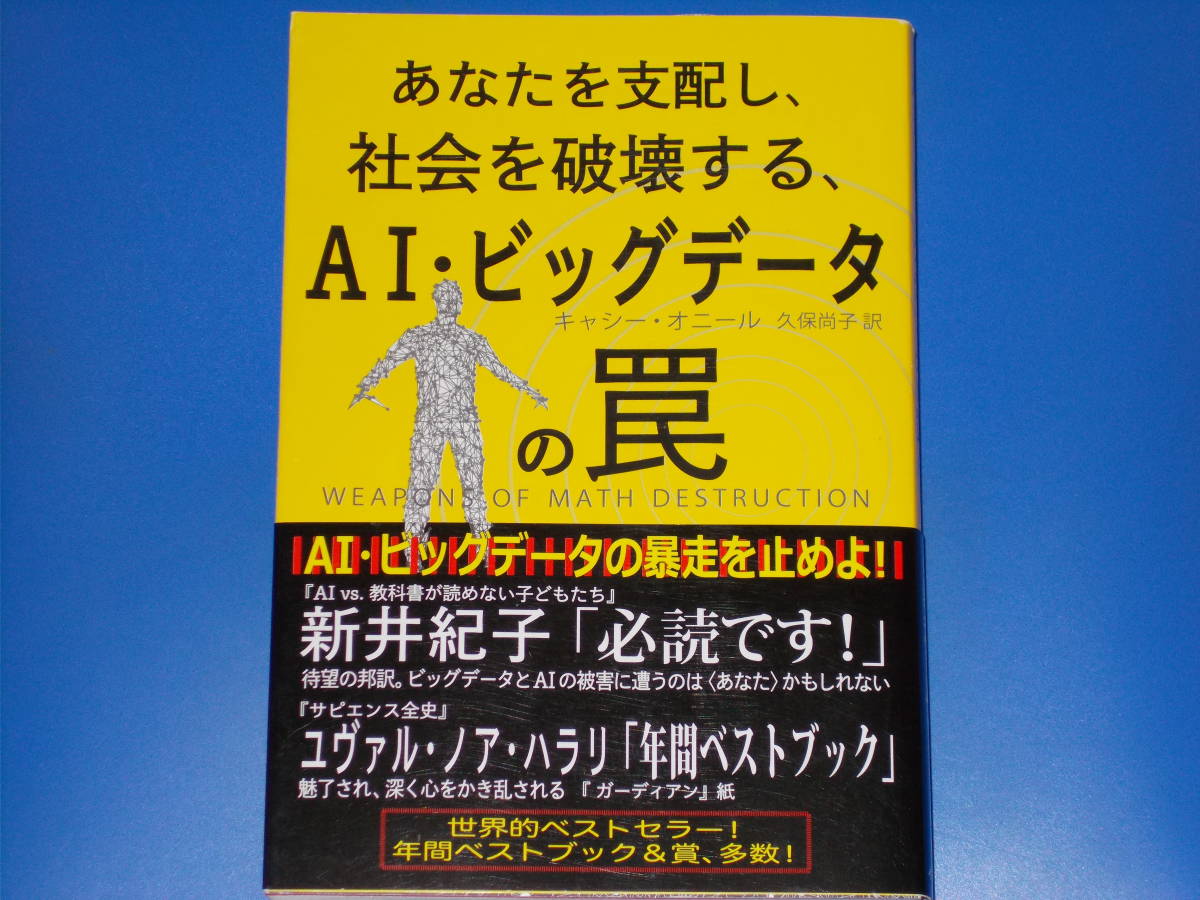 あなたを支配し、
社会を破壊する、
AI・ビッグデータ
キャシー・オニール 久保尚子 訳
の罠
WEAPONS OF MATH DESTRUCTION
AI・ビッグデータの暴走を止めよ!
『AI vs. 教科書が読めない子どもたち』
新井紀子「必読です!」
待望の邦訳。ビッグデータとAIの被害に遭うのは〈あなた〉かもしれない
『サピエンス全史』
ユヴァル・ノア・ハラリ「年間ベストブック」
魅了され、深く心をかき乱される 『ガーディアン』紙
世界的ベストセラー!
年間ベストブック&賞、多数!